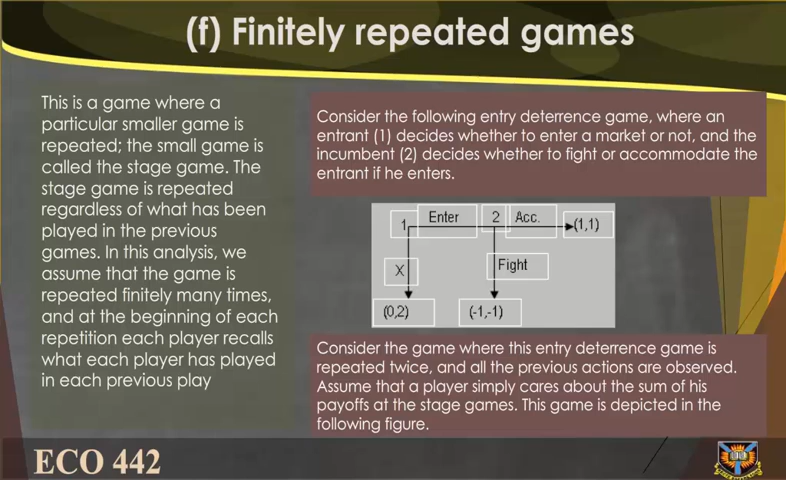 (f) Finitely repeated games
This is a game where a
particular smaller game is
repeated; the small game is
called the stage game. The
stage game is repeated
regardless of what has been
played in the previous
games. In this analysis, we
assume that the game is
repeated finitely many times,
and at the beginning of each
repetition each player recalls
what each player has played
in each previous play
Consider the following entry deterrence game, where an
entrant (1) decides whether to enter a market or not, and the
incumbent (2) decides whether to fight or accommodate the
entrant if he enters.
1 Enter 2 Acc. (1,1)
X Fight
(0,2) (-1,-1)
Consider the game where this entry deterrence game is
repeated twice, and all the previous actions are observed.
Assume that a player simply cares about the sum of his
payoffs at the stage games. This game is depicted in the
following figure.
ECO 442